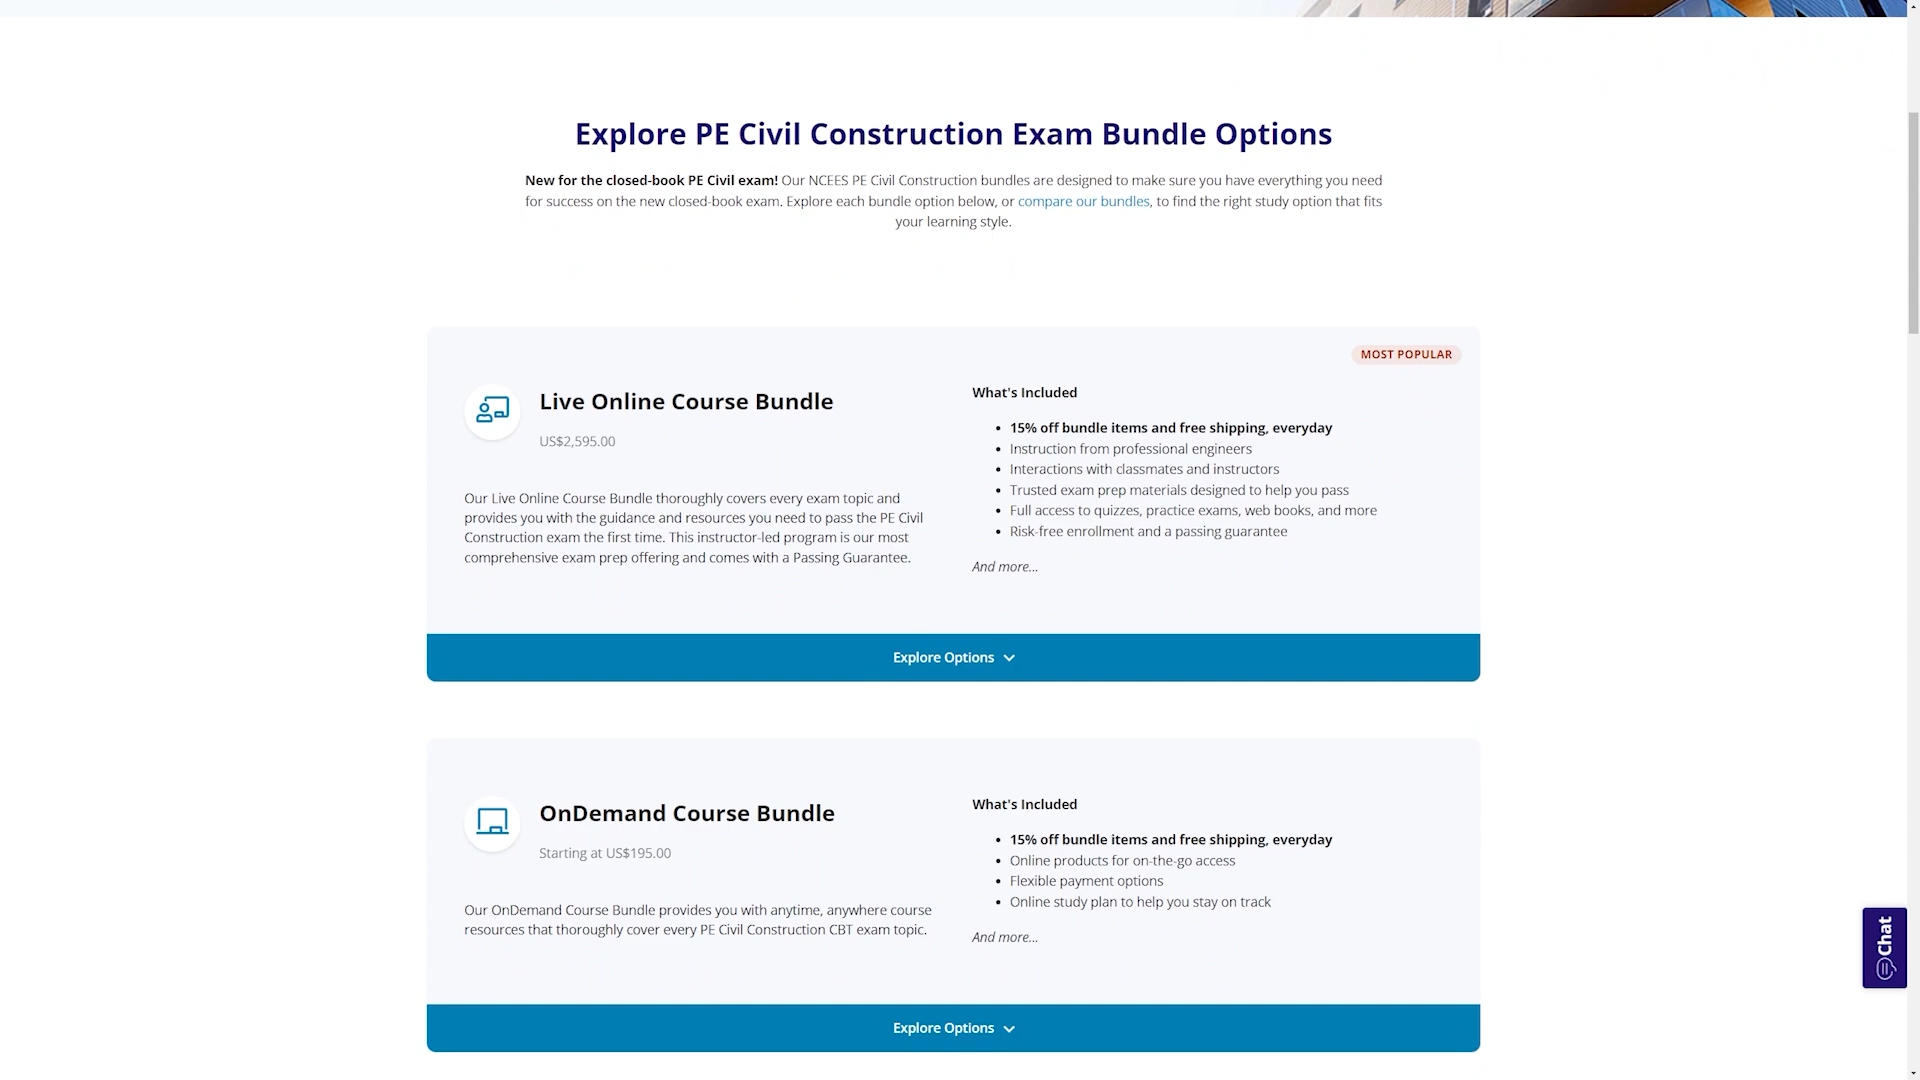 Explore PE Civil Construction Exam Bundle Options
New for the closed-book PE Civil exam! Our NCEES PE Civil Construction bundles are designed to make sure you have everything you need
for success on the new closed-book exam. Explore each bundle option below, or compare our bundles, to find the right study option that fits
your learning style.
MOST POPULAR
Live Online Course Bundle
US$2,595.00
Our Live Online Course Bundle thoroughly covers every exam topic and
provides you with the guidance and resources you need to pass the PE Civil
Construction exam the first time. This instructor-led program is our most
comprehensive exam prep offering and comes with a Passing Guarantee.
What's Included
• 15% off bundle items and free shipping, everyday
• Instruction from professional engineers
• Interactions with classmates and instructors
• Trusted exam prep materials designed to help you pass
• Full access to quizzes, practice exams, web books, and more
• Risk-free enrollment and a passing guarantee
And more...
Explore Options
OnDemand Course Bundle
Starting at US$195.00
Our OnDemand Course Bundle provides you with anytime, anywhere course
resources that thoroughly cover every PE Civil Construction CBT exam topic.
What's Included
• 15% off bundle items and free shipping, everyday
• Online products for on-the-go access
• Flexible payment options
• Online study plan to help you stay on track
And more...
Explore Options
Chat